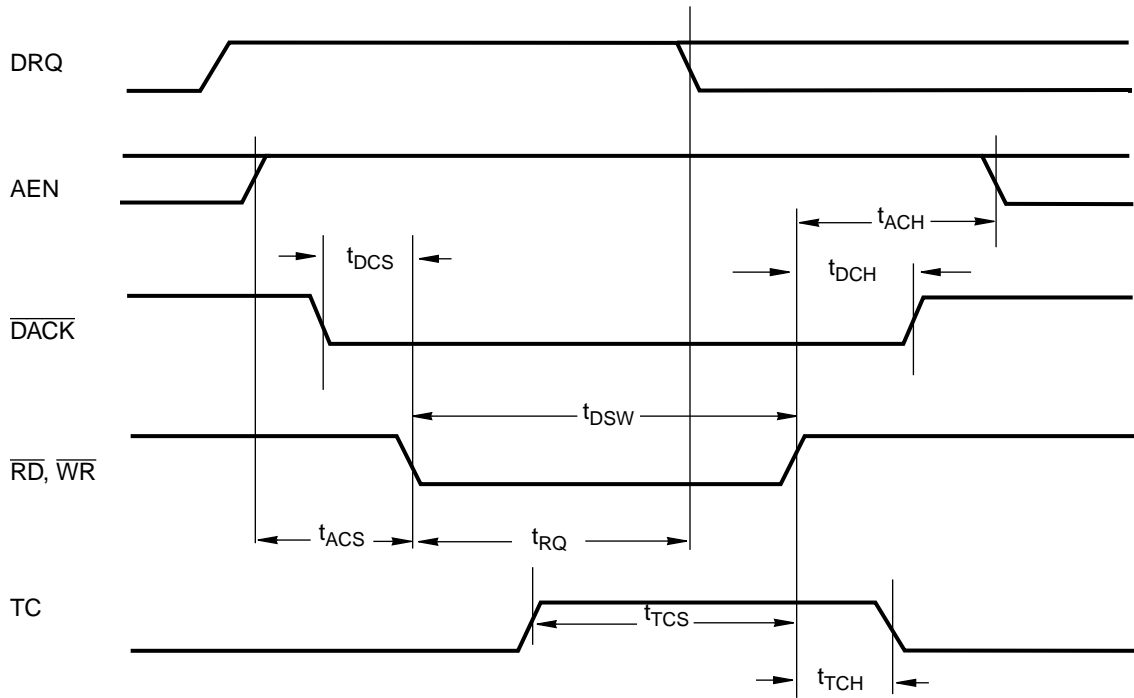 DRQ
AEN
tACH
tDCS
tDCH
DACK
tDSW
RD, WR
tACS
tRQ
TC
tTCS
tTCH